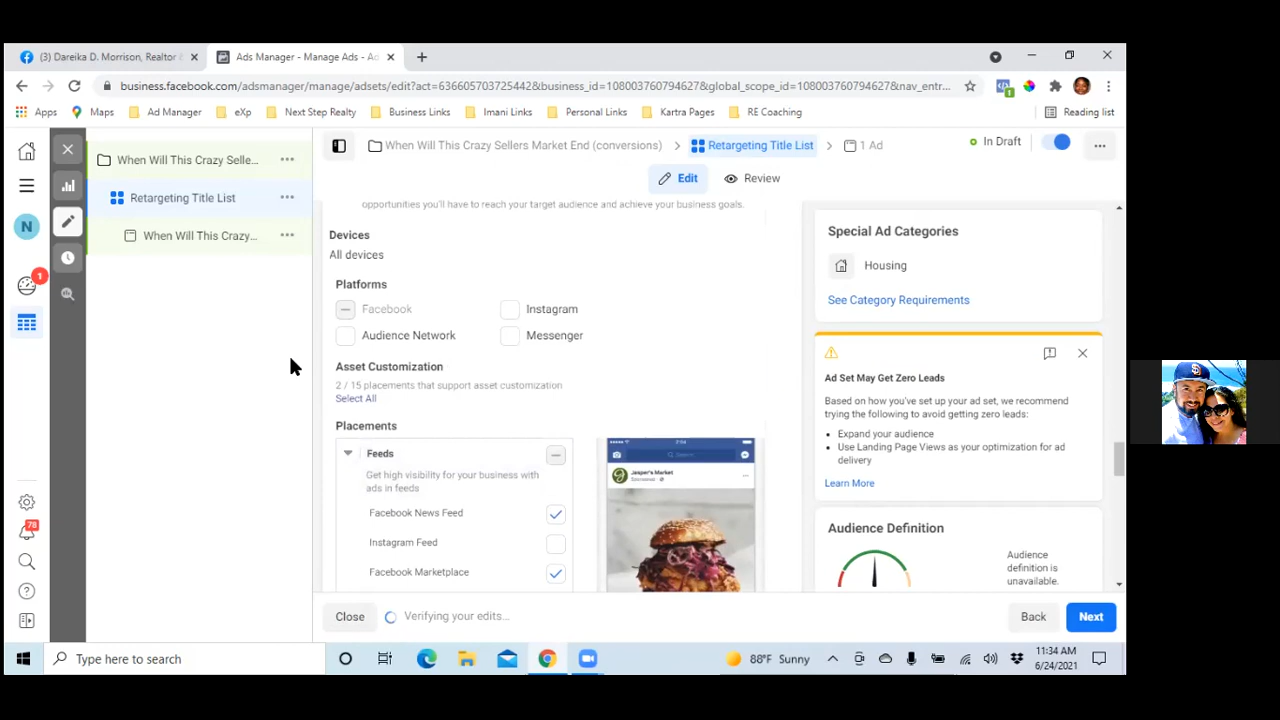 (3) Dareika D. Morrison, Realtor
Ads Manager - Manage Ads - Ac
business.facebook.com/adsmanager/manage/adsets/edit?act=636605703725442&business_id=10800376079462​7&global_scope_id=108003760794627&nav_entr...
Apps
Maps
Ad Manager
eXp
Next Step Realty
Business Links
Imani Links
Personal Links
Kartra Pages
RE Coaching
Reading list
When Will This Crazy Selle...
Retargeting Title List
When Will This Crazy...
N
1
78
When Will This Crazy Sellers Market End (conversions)
Retargeting Title List
1 Ad
In Draft
Edit
Review
opportunities you'll have to reach your target audience and achieve your business goals.
Devices
All devices
Platforms
Facebook
Instagram
Audience Network
Messenger
Asset Customization
2 / 15 placements that support asset customization
Select All
Placements
Feeds
Get high visibility for your business with
ads in feeds
Facebook News Feed
Instagram Feed
Facebook Marketplace
Search
Jasper's Market
Special Ad Categories
Housing
See Category Requirements
Ad Set May Get Zero Leads
Based on how you've set up your ad set, we recommend
trying the following to avoid getting zero leads:
• Expand your audience
• Use Landing Page Views as your optimization for ad
delivery
Learn More
Audience Definition
Audience
definition is
unavailable.
Close
Verifying your edits...
Back
Next
Type here to search
88°F Sunny
11:34 AM
6/24/2021